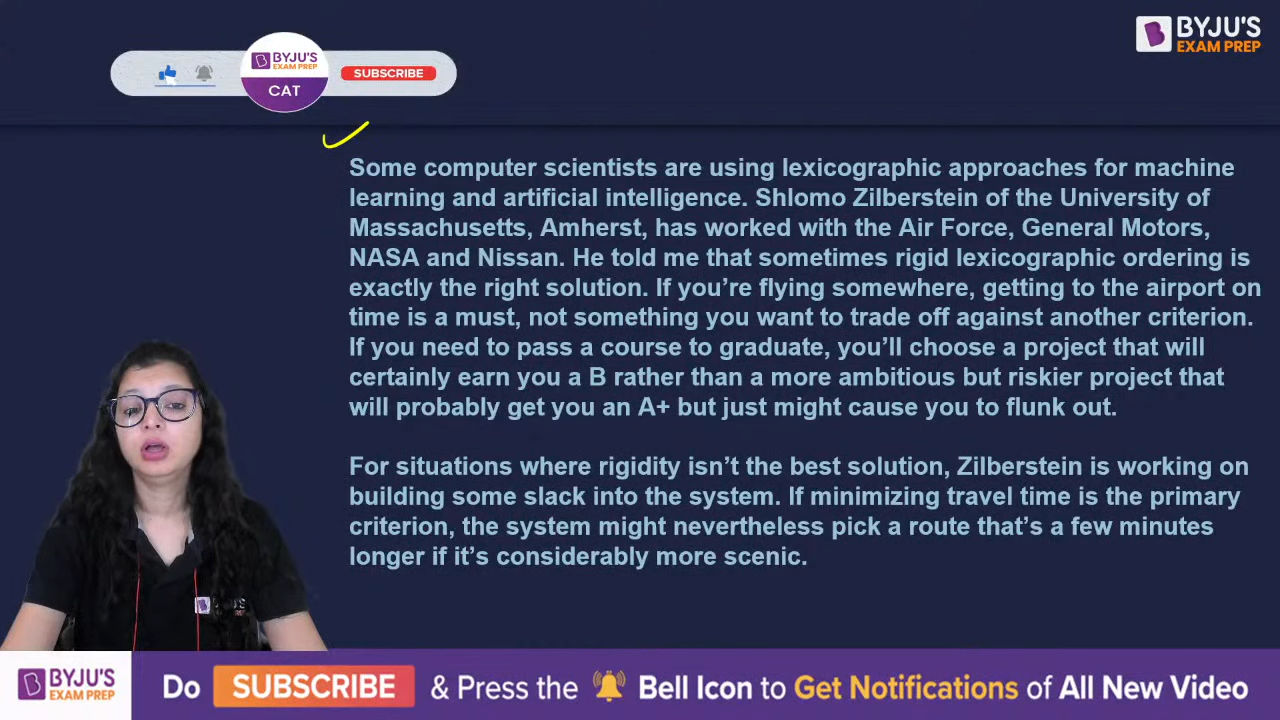 BYJU'S
EXAM PREP
BYJU'S
EXAM PREP
CAT
SUBSCRIBE
Some computer scientists are using lexicographic approaches for machine
learning and artificial intelligence. Shlomo Zilberstein of the University of
Massachusetts, Amherst, has worked with the Air Force, General Motors,
NASA and Nissan. He told me that sometimes rigid lexicographic ordering is
exactly the right solution. If you’re flying somewhere, getting to the airport on
time is a must, not something you want to trade off against another criterion.
If you need to pass a course to graduate, you’ll choose a project that will
certainly earn you a B rather than a more ambitious but riskier project that
will probably get you an A+ but just might cause you to flunk out.
For situations where rigidity isn’t the best solution, Zilberstein is working on
building some slack into the system. If minimizing travel time is the primary
criterion, the system might nevertheless pick a route that’s a few minutes
longer if it’s considerably more scenic.
BYJU'S
EXAM PREP
Do SUBSCRIBE & Press the Bell Icon to Get Notifications of All New Video